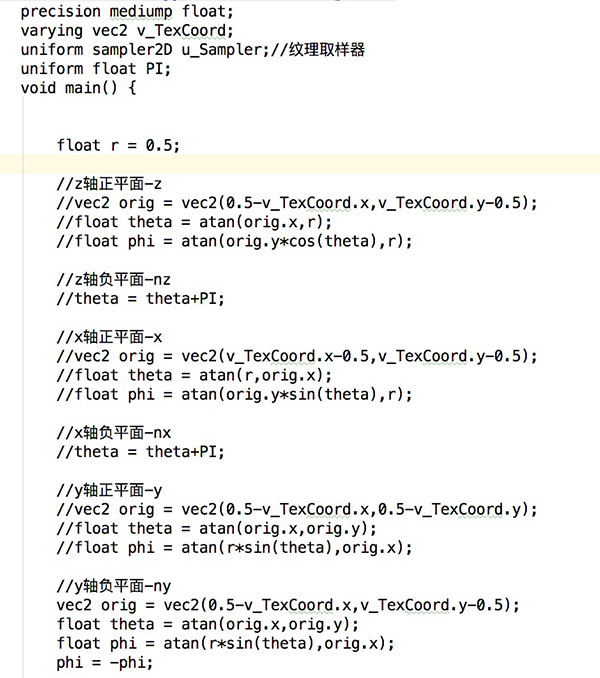 precision mediump float;
varying vec2 v_TexCoord;
uniform sampler2D u_Sampler;//纹理取样器
uniform float PI;
void main() {
float r = 0.5;
//z轴正平面-z
//vec2 orig = vec2(0.5-v_TexCoord.x,v_TexCoord.y-0.5);
//float theta = atan(orig.x,r);
//float phi = atan(orig.y*cos(theta),r);
//z轴负平面-nz
//theta = theta+PI;
//x轴正平面-x
//vec2 orig = vec2(v_TexCoord.x-0.5,v_TexCoord.y-0.5);
//float theta = atan(r,orig.x);
//float phi = atan(orig.y*sin(theta),r);
//x轴负平面-nx
//theta = theta+PI;
//y轴正平面-y
//vec2 orig = vec2(0.5-v_TexCoord.x,0.5-v_TexCoord.y);
//float theta = atan(orig.x,orig.y);
//float phi = atan(r*sin(theta),orig.x);
//y轴负平面-ny
vec2 orig = vec2(0.5-v_TexCoord.x,v_TexCoord.y-0.5);
float theta = atan(orig.x,orig.y);
float phi = atan(r*sin(theta),orig.x);
phi = -phi;